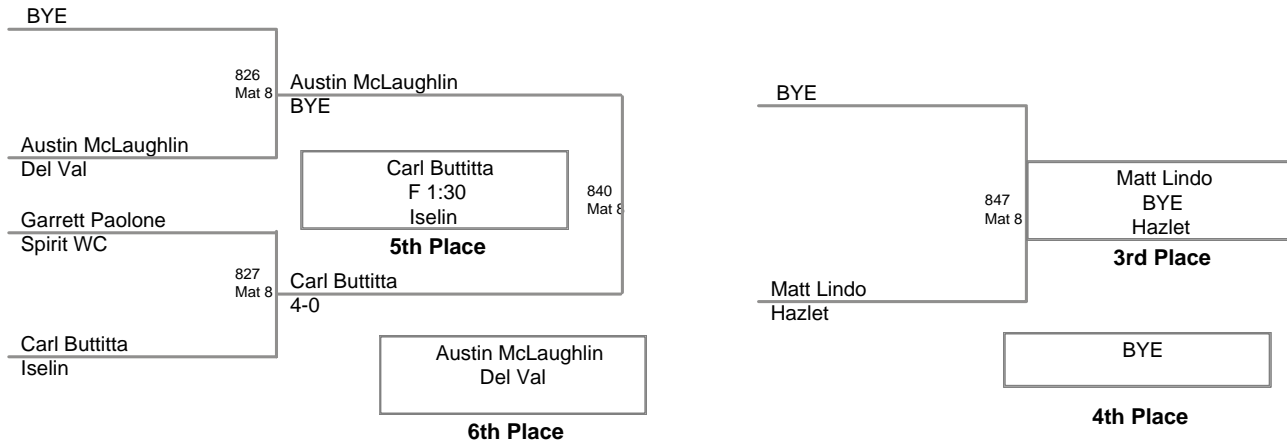 BYE
826
Mat 8
Austin McLaughlin
BYE
Austin McLaughlin
Del Val
Carl Buttitta
F 1:30
Iselin
5th Place
840
Mat 8
Garrett Paolone
Spirit WC
827
Mat 8
Carl Buttitta
4-0
Carl Buttitta
Iselin
Austin McLaughlin
Del Val
6th Place
BYE
847
Mat 8
Matt Lindo
BYE
Hazlet
3rd Place
Matt Lindo
Hazlet
BYE
4th Place